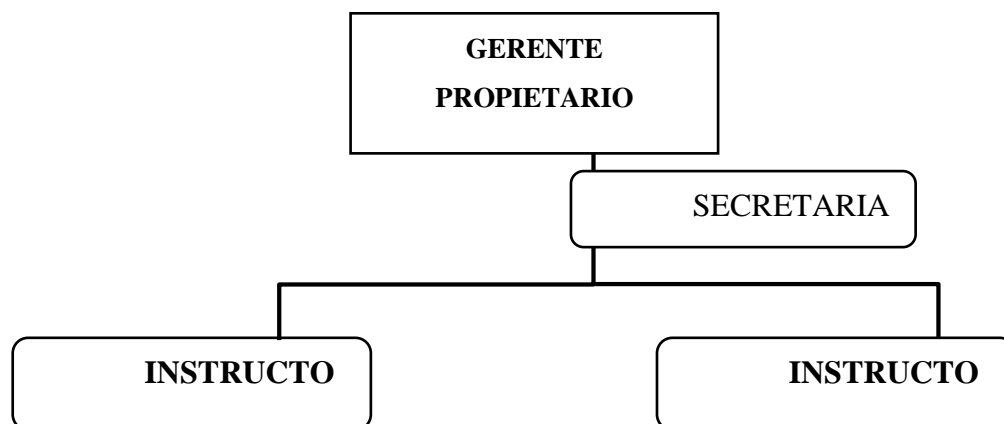 GERENTE
PROPIETARIO
SECRETARIA
INSTRUCTO
INSTRUCTO